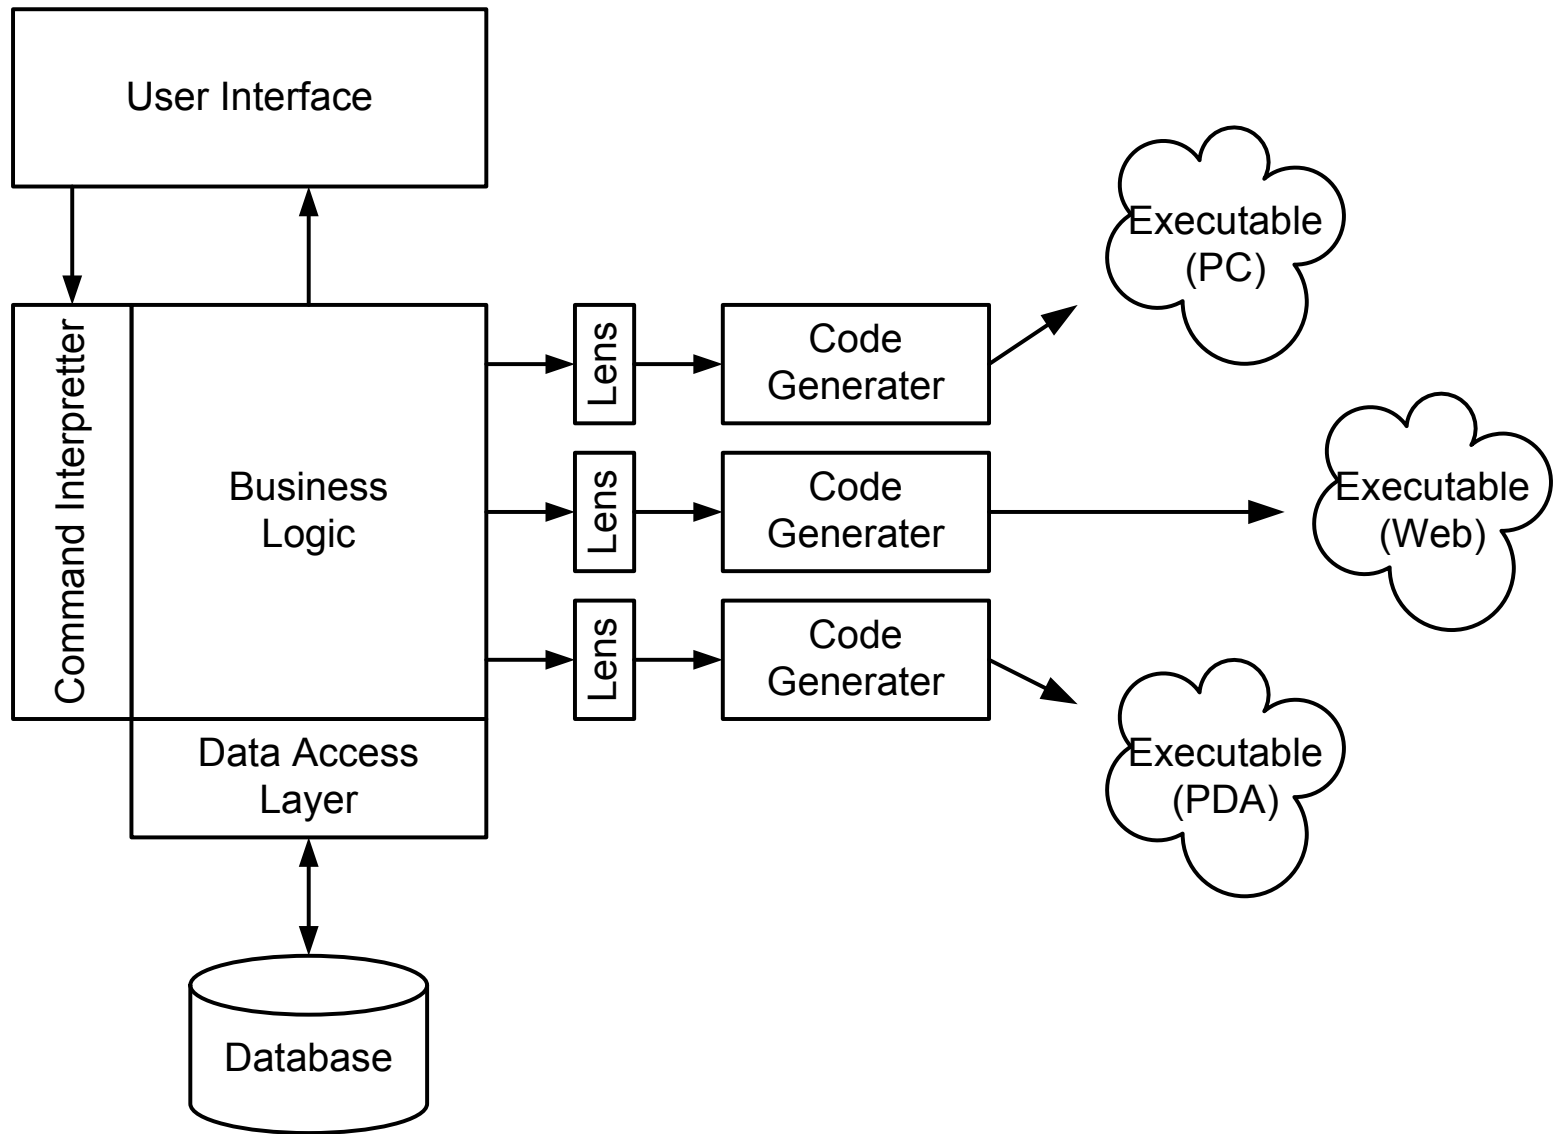 User Interface
Command Interpretter
Business
Logic
Data Access
Layer
Database
Lens
Code
Generater
Executable
(PC)
Lens
Code
Generater
Executable
(Web)
Lens
Code
Generater
Executable
(PDA)